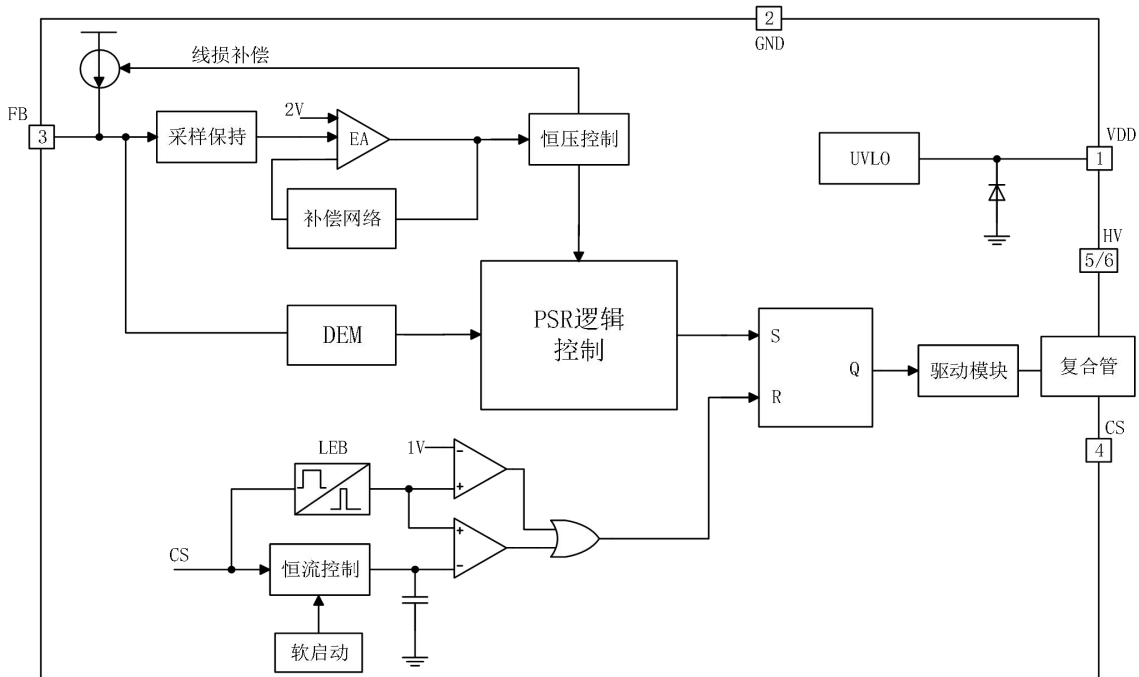 2
GND
线损补偿
FB
3
采样保持
2V
EA
恒压控制
补偿网络
UVLO
VDD
1
HV
5/6
DEM
PSR逻辑
控制
S
Q
R
驱动模块
复合管
CS
4
LEB
1V
-
+
+
-
CS
恒流控制
软启动